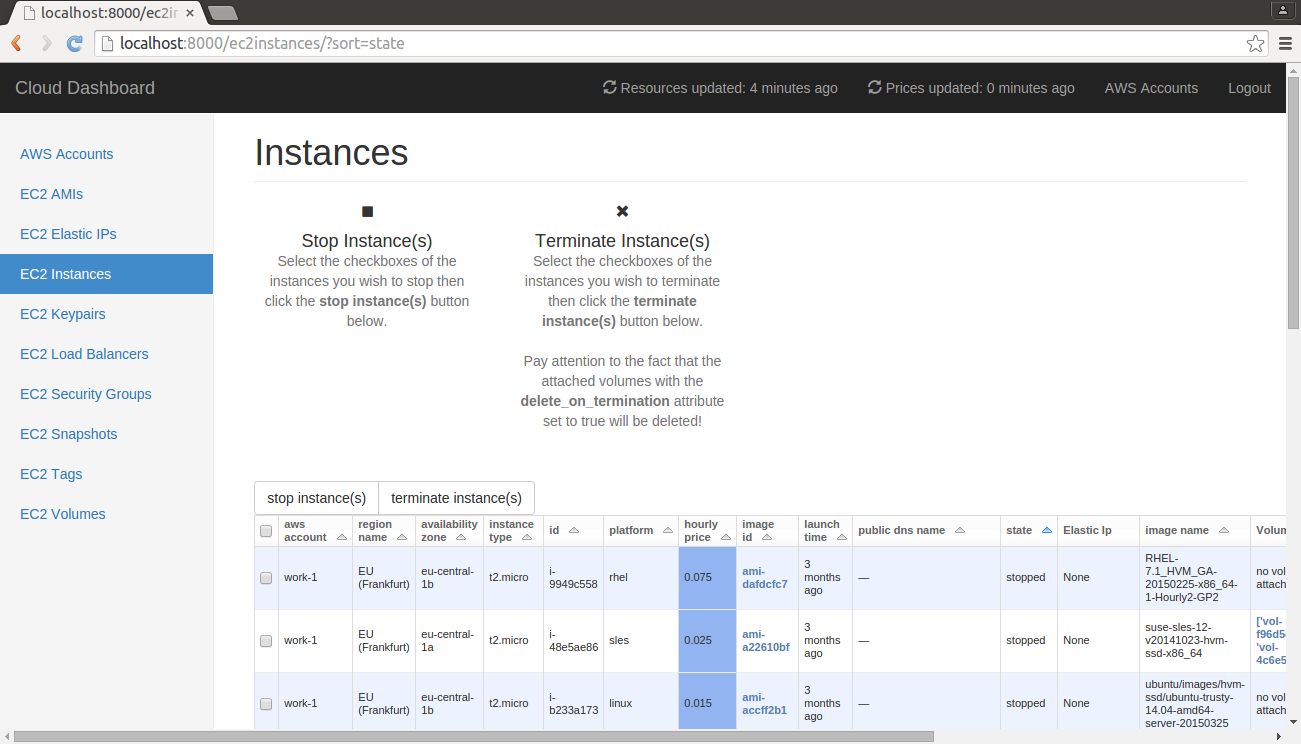 localhost:8000/ec2in
localhost:8000/ec2instances/?sort=state
Cloud Dashboard
Resources updated: 4 minutes ago
Prices updated: 0 minutes ago
AWS Accounts
Logout
AWS Accounts
EC2 AMIs
EC2 Elastic IPs
EC2 Instances
EC2 Keypairs
EC2 Load Balancers
EC2 Security Groups
EC2 Snapshots
EC2 Tags
EC2 Volumes
Instances
Stop Instance(s)
Select the checkboxes of the
instances you wish to stop then
click the stop instance(s) button
below.
Terminate Instance(s)
Select the checkboxes of the
instances you wish to terminate
then click the terminate
instance(s) button below.
Pay attention to the fact that the
attached volumes with the
delete_on_termination attribute
set to true will be deleted!
stop instance(s)
terminate instance(s)
aws
account
region
name
availability
zone
instance
type
id
platform
hourly
price
image
id
launch
time
public dns name
state
Elastic Ip
image name
Volum
work-1
EU
(Frankfurt)
eu-central-
1b
t2.micro
i-
9949c558
rhel
0.075
ami-
dafdcfc7
3
months
ago
—
stopped
None
RHEL-
7.1_HVM_GA-
20150225-x86_64-
1-Hourly2-GP2
no vol
attach
work-1
EU
(Frankfurt)
eu-central-
1a
t2.micro
i-
48e5ae86
sles
0.025
ami-
a22610bf
3
months
ago
—
stopped
None
suse-sles-12-
v20141023-hvm-
ssd-x86_64
['vol-
f96d5
'vol-
4c6e5
work-1
EU
(Frankfurt)
eu-central-
1b
t2.micro
i-
b233a173
linux
0.015
ami-
accff2b1
3
months
ago
—
stopped
None
ubuntu/images/hvm-
ssd/ubuntu-trusty-
14.04-amd64-
server-20150325
no vol
attach